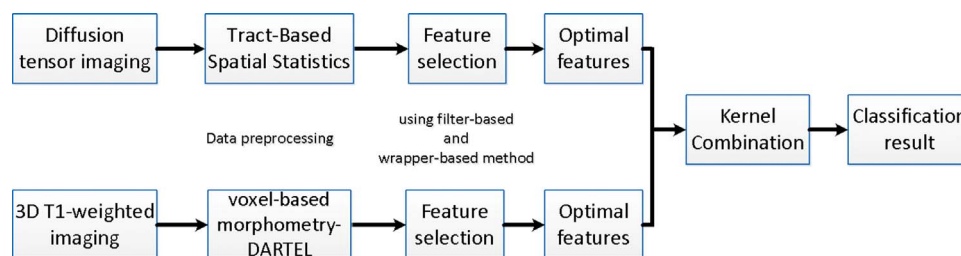 Diffusion
tensor imaging
Tract-Based
Spatial Statistics
Feature
selection
Optimal
features
Data preprocessing
using filter-based
and
wrapper-based method
Kernel
Combination
Classification
result
3D T1-weighted
imaging
voxel-based
morphometry-
DARTEL
Feature
selection
Optimal
features